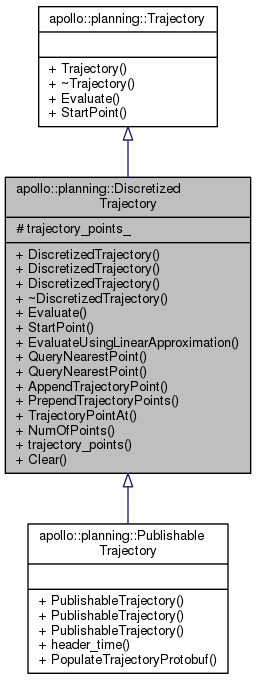 apollo::planning::Trajectory
+ Trajectory()
+ ~Trajectory()
+ Evaluate()
+ StartPoint()
apollo::planning::Discretized
Trajectory
# trajectory_points_
+ DiscretizedTrajectory()
+ DiscretizedTrajectory()
+ DiscretizedTrajectory()
+ ~DiscretizedTrajectory()
+ Evaluate()
+ StartPoint()
+ EvaluateUsingLinearApproximation()
+ QueryNearestPoint()
+ QueryNearestPoint()
+ AppendTrajectoryPoint()
+ PrependTrajectoryPoints()
+ TrajectoryPointAt()
+ NumOfPoints()
+ trajectory_points()
+ Clear()
apollo::planning::Publishable
Trajectory
+ PublishableTrajectory()
+ PublishableTrajectory()
+ PublishableTrajectory()
+ header_time()
+ PopulateTrajectoryProtobuf()